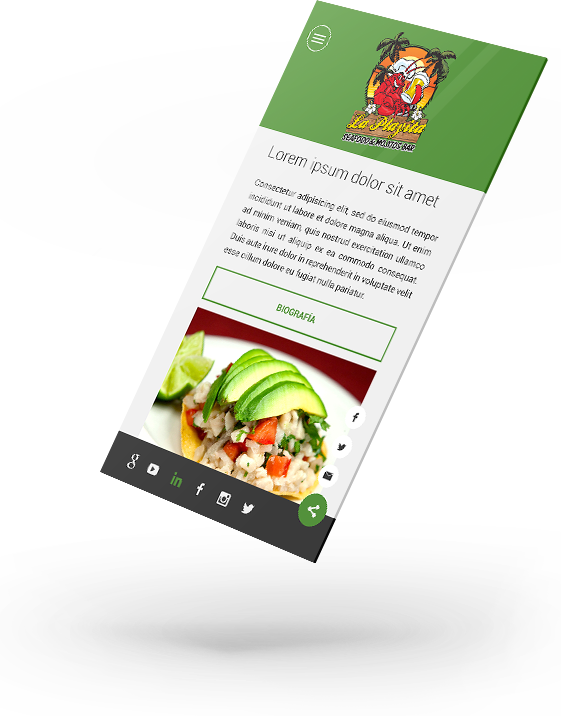 La Playita
SEAFOOD & MOJITOS BAR
Lorem ipsum dolor sit amet
Consectetur adipisicing elit, sed do eiusmod tempor
incididunt ut labore et dolore magna aliqua. Ut enim
ad minim veniam, quis nostrud exercitation ullamco
laboris nisi ut aliquip ex ea commodo consequat.
Duis aute irure dolor in reprehenderit in voluptate velit
esse cillum dolore eu fugiat nulla pariatur.
BIOGRAFÍA